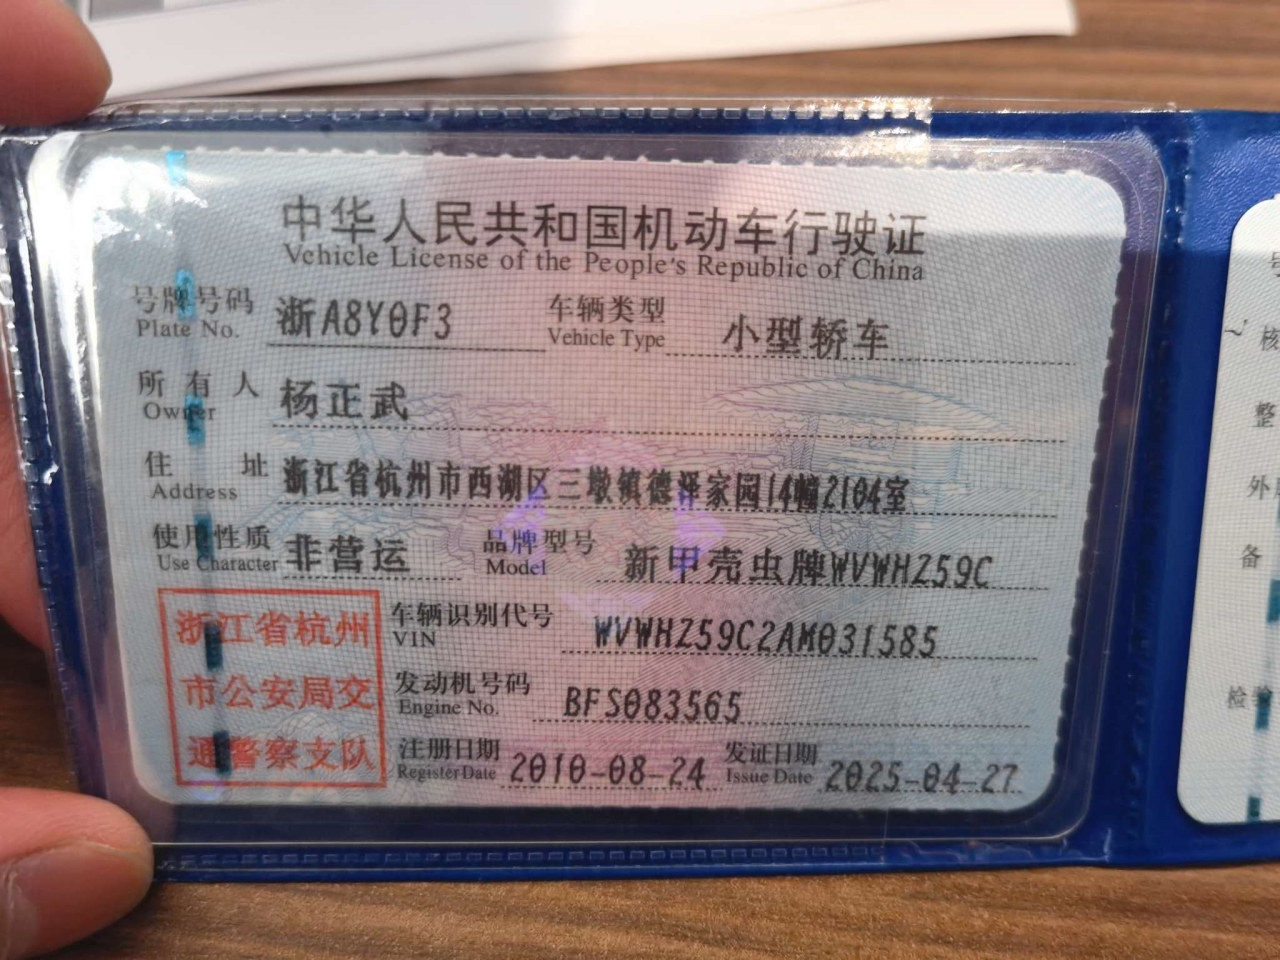 中华人民共和国机动车行驶证
Vehicle License of the People's Republic of China
号牌号码 浙A8Y0F3 车辆类型 小型轿车
Plate No. Vehicle Type
所有人 杨正武
Owner
住址 浙江省杭州市西湖区三墩镇德泽家园14幢2104室
Address
使用性质 非营运 品牌型号 新甲壳虫牌WVWHZ59C
Use Character Model
浙江省杭州
市公安局交
通警察支队
车辆识别代号 WVWHZ59C2AM031585
VIN
发动机号码 BFS083565
Engine No.
注册日期 2010-08-24 发证日期 2025-04-27
Register Date Issue Date
号
核
整
外
备
检验